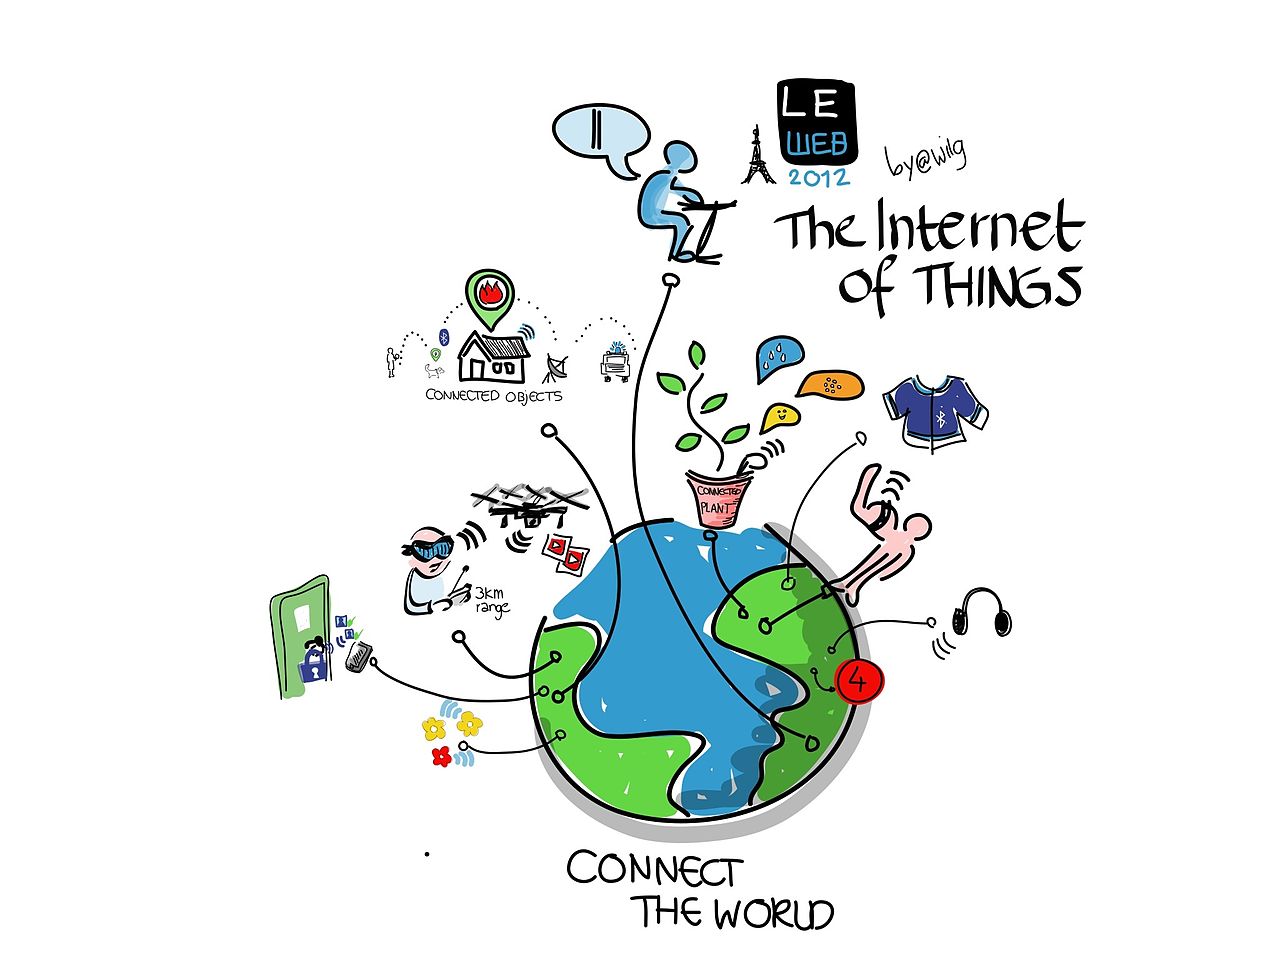 LE
WEB
2012
by@wilg
The Internet
of THINGS
CONNECTED OBJECTS
CONNECTED
PLANT
3km
range
4
CONNECT
THE WORLD